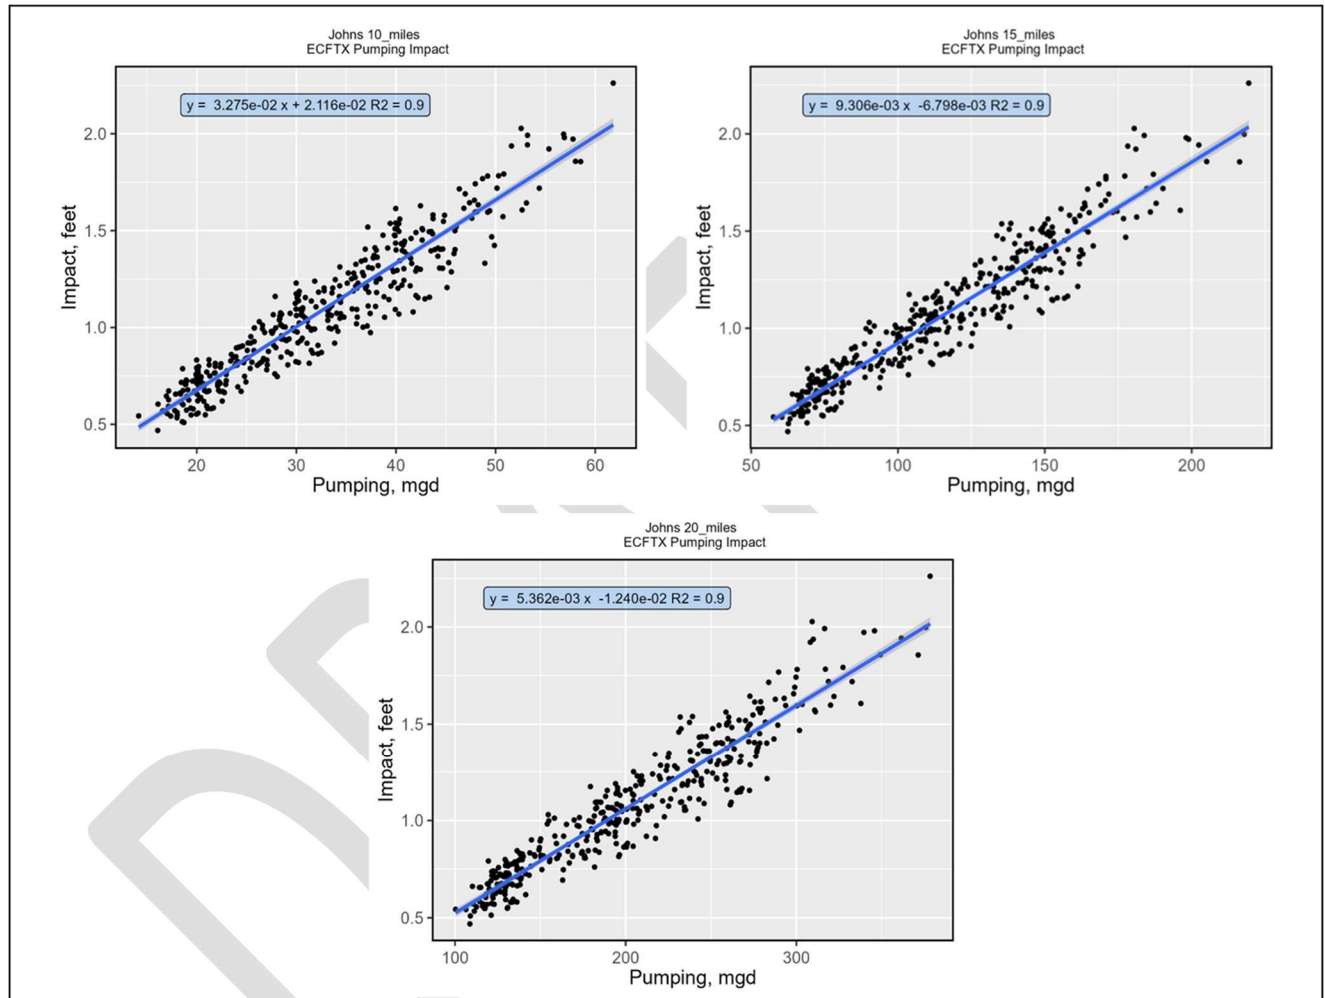 Johns 10_miles
ECFTX Pumping Impact
y = 3.275e-02 x + 2.116e-02 R2 = 0.9
Impact, feet
2.0
1.5
1.0
0.5
20 30 40 50 60
Pumping, mgd
Johns 15_miles
ECFTX Pumping Impact
y = 9.306e-03 x -6.798e-03 R2 = 0.9
Impact, feet
2.0
1.5
1.0
0.5
50 100 150 200
Pumping, mgd
Johns 20_miles
ECFTX Pumping Impact
y = 5.362e-03 x -1.240e-02 R2 = 0.9
Impact, feet
2.0
1.5
1.0
0.5
100 200 300
Pumping, mgd